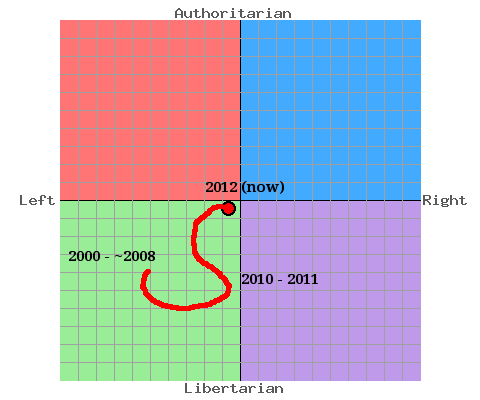 Authoritarian
2012 (now)
Left
Right
2000 - ~2008
2010 - 2011
Libertarian